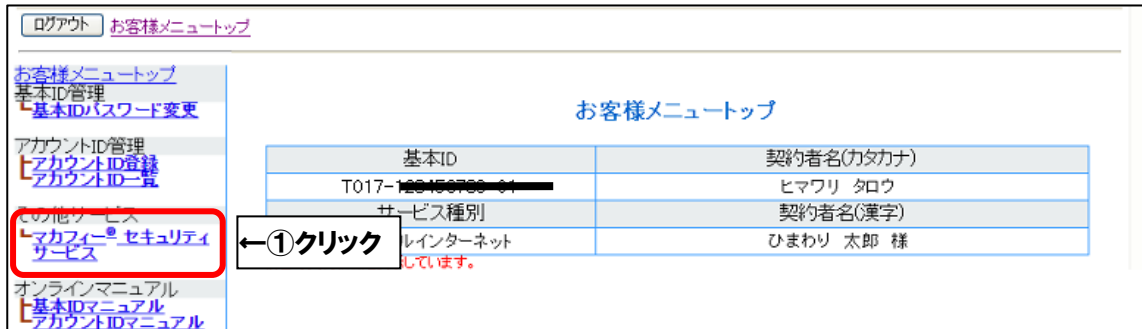 ログアウト お客様メニュートップ
お客様メニュートップ
基本ID管理
基本IDパスワード変更
アカウントID管理
アカウントID登録
アカウントID一覧
その他サービス
マカフィー® セキュリティ
サービス
オンラインマニュアル
基本IDマニュアル
アカウントIDマニュアル
お客様メニュートップ
基本ID 契約者名(カタカナ)
T017- ヒマワリ タロウ
サービス種別 契約者名(漢字)
←①クリック
ルインターネット ひまわり 太郎 様
しています。